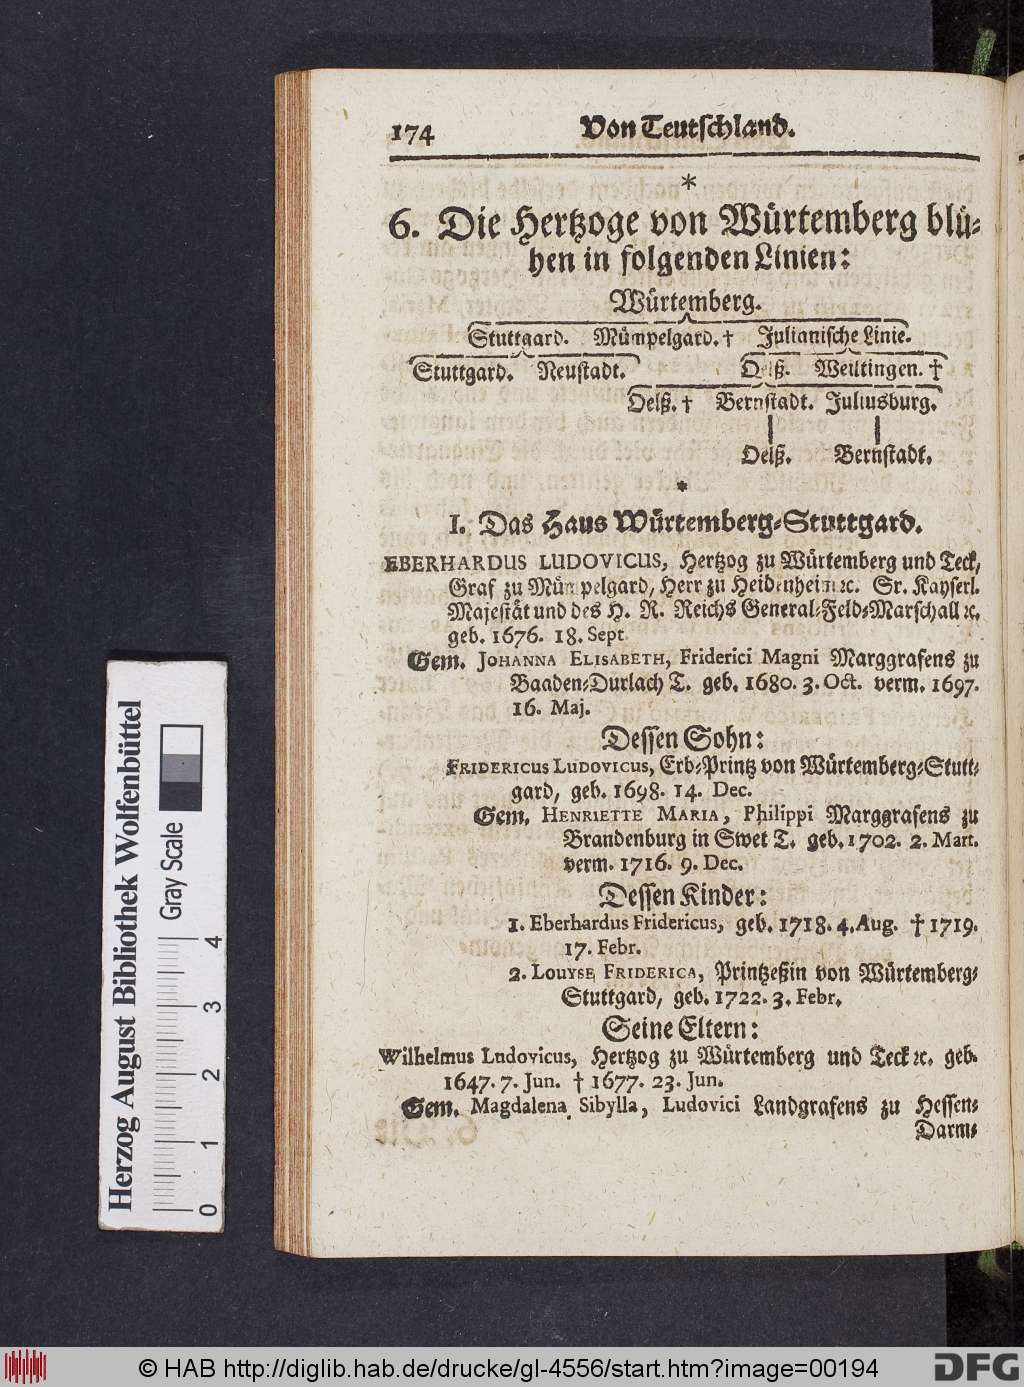 174 Von Teutschland.
*
6. Die Hertzoge von Würtemberg blü-
hen in folgenden Linien:
Würtemberg.
Stuttgard. Mümpelgard. † Julianische Linie.
Stuttgard. Neustadt. Oelß. Weiltingen. †
Oelß. † Bernstadt. Juliusburg.
Oelß. Bernstadt.
*
I. Das Haus Würtemberg-Stuttgard.
EBERHARDUS LUDOVICUS, Hertzog zu Würtemberg und Teck,
Graf zu Mümpelgard, Herr zu Heidenheim ꝛc. Sr. Kayserl.
Majestät und des H. R. Reichs General-Feld-Marschall ꝛc.
geb. 1676. 18. Sept.
Gem. JOHANNA ELISABETH, Friderici Magni Marggrafens zu
Baaden-Durlach T. geb. 1680. 3. Oct. verm. 1697.
16. Maj.
Dessen Sohn:
FRIDERICUS LUDOVICUS, Erb-Printz von Würtemberg-Stutt-
gard, geb. 1698. 14. Dec.
Gem. HENRIETTE MARIA, Philippi Marggrafens zu
Brandenburg in Swet T. geb. 1702. 2. Mart.
verm. 1716. 9. Dec.
Dessen Kinder:
1. Eberhardus Fridericus, geb. 1718. 4. Aug. † 1719.
17. Febr.
2. LOUYSE FRIDERICA, Printzeßin von Würtemberg-
Stuttgard, geb. 1722. 3. Febr.
Seine Eltern:
Wilhelmus Ludovicus, Hertzog zu Würtemberg und Teck ꝛc. geb.
1647. 7. Jun. † 1677. 23. Jun.
Gem. Magdalena Sibylla, Ludovici Landgrafens zu Hessen-
Darm-
Herzog August Bibliothek Wolfenbüttel
Gray Scale
0 1 2 3 4
© HAB http://diglib.hab.de/drucke/gl-4556/start.htm?image=00194
DFG